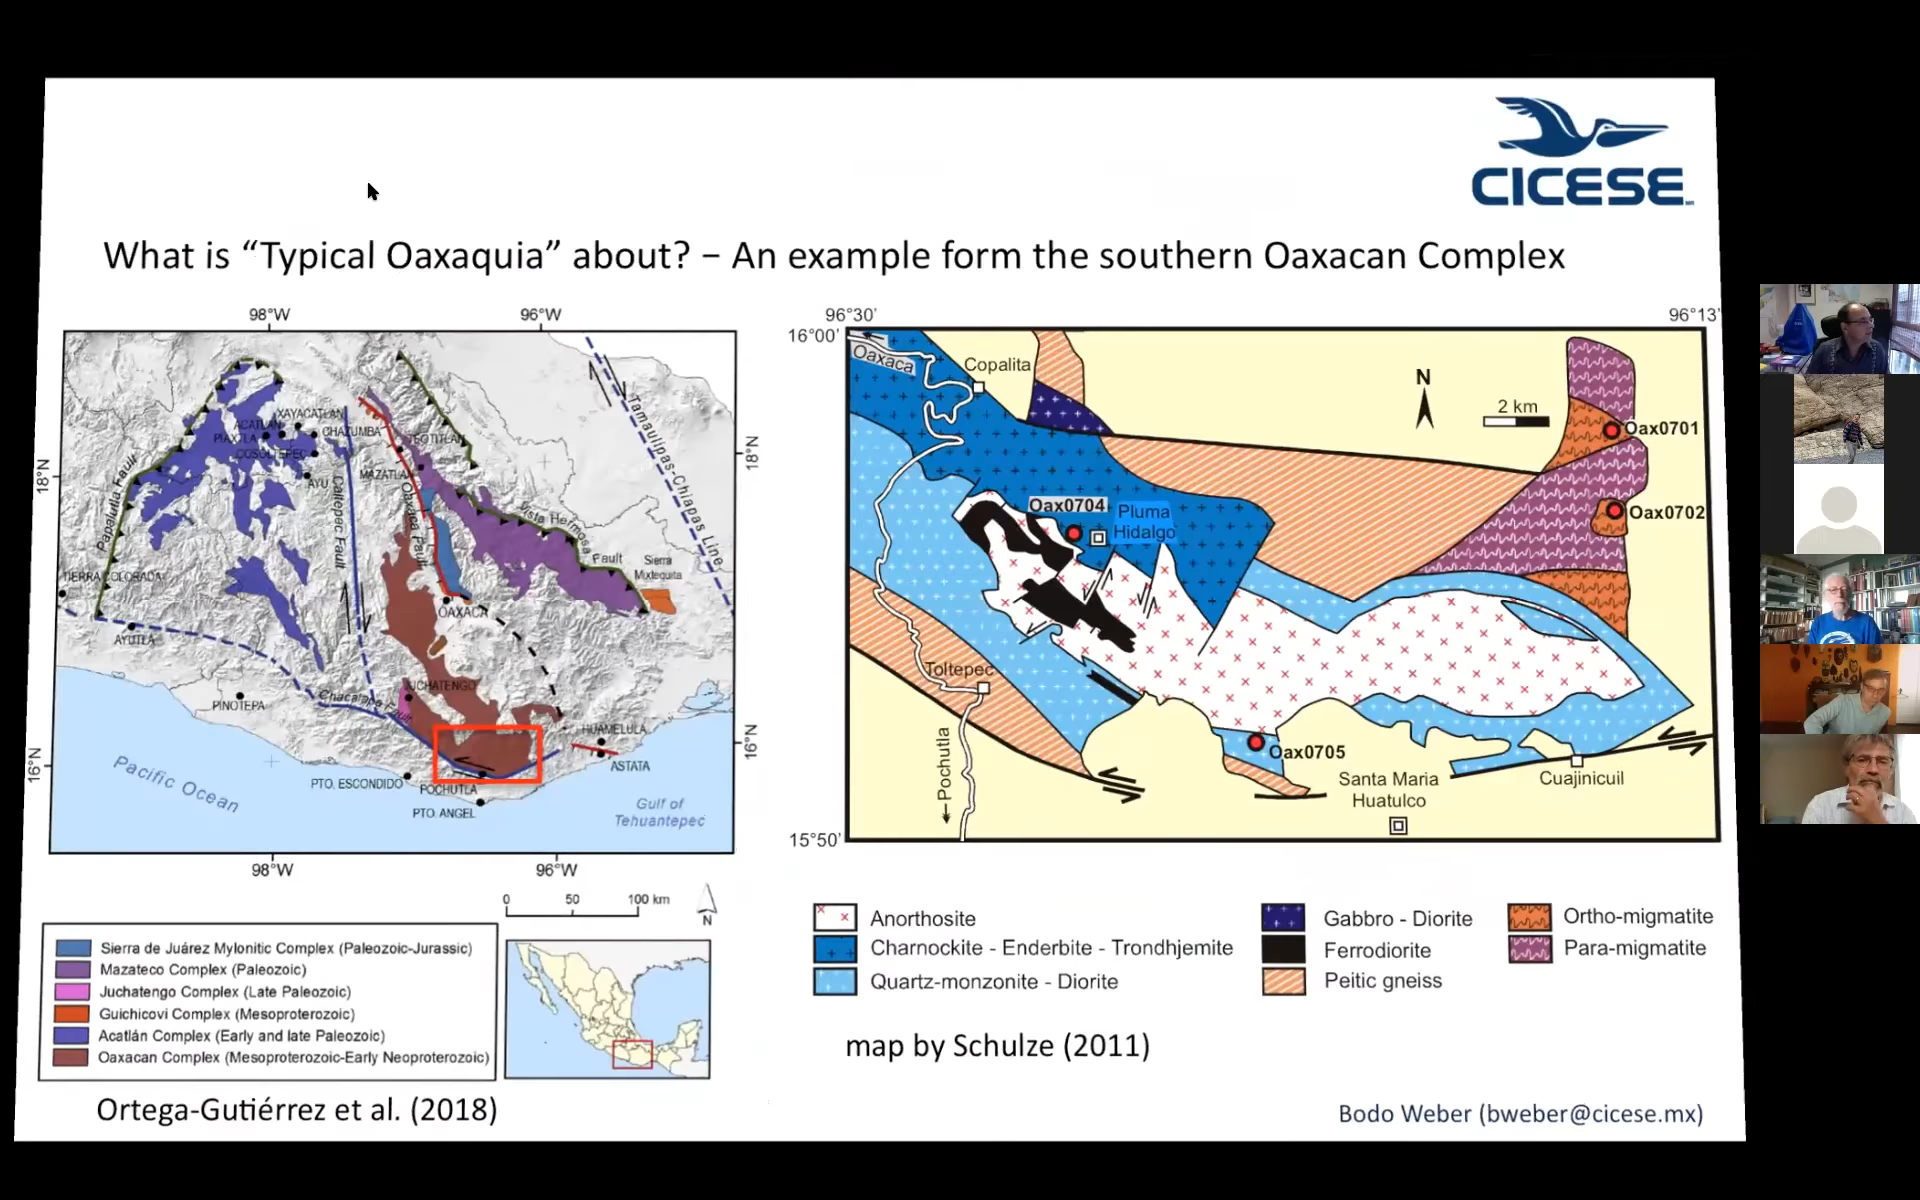 CICESE
What is “Typical Oaxaquia” about? – An example form the southern Oaxacan Complex
98°W
96°W
18°N
16°N
18°N
16°N
98°W
96°W
XAYACATLAN
ACATLAN
PIAXTLA
CHAZUMBA
COSOLTEPEC
AYU
TEOTITLAN
MAZATLAN
Papalutla Fault
Caltepec Fault
Oaxaca Fault
Vista Hermosa
Fault
Tamaulipas-Chiapas Line
Sierra
Mixtequita
TIERRA COLORADA
OAXACA
AYUTLA
JUCHATENGO
Chacalapa Fault
PINOTEPA
HUAMELULA
ASTATA
PTO. ESCONDIDO
POCHUTLA
PTO. ANGEL
Pacific Ocean
Gulf of
Tehuantepec
0 50 100 km
N
Sierra de Juárez Mylonitic Complex (Paleozoic-Jurassic)
Mazateco Complex (Paleozoic)
Juchatengo Complex (Late Paleozoic)
Guichicovi Complex (Mesoproterozoic)
Acatlán Complex (Early and late Paleozoic)
Oaxacan Complex (Mesoproterozoic-Early Neoproterozoic)
Ortega-Gutiérrez et al. (2018)
96°30'
96°13'
16°00'
15°50'
Oaxaca
Copalita
N
2 km
Oax0701
Oax0702
Oax0704
Pluma
Hidalgo
Toltepec
Pochutla
Oax0705
Santa Maria
Huatulco
Cuajinicuil
Anorthosite
Charnockite - Enderbite - Trondhjemite
Quartz-monzonite - Diorite
Gabbro - Diorite
Ferrodiorite
Peitic gneiss
Ortho-migmatite
Para-migmatite
map by Schulze (2011)
Bodo Weber (bweber@cicese.mx)